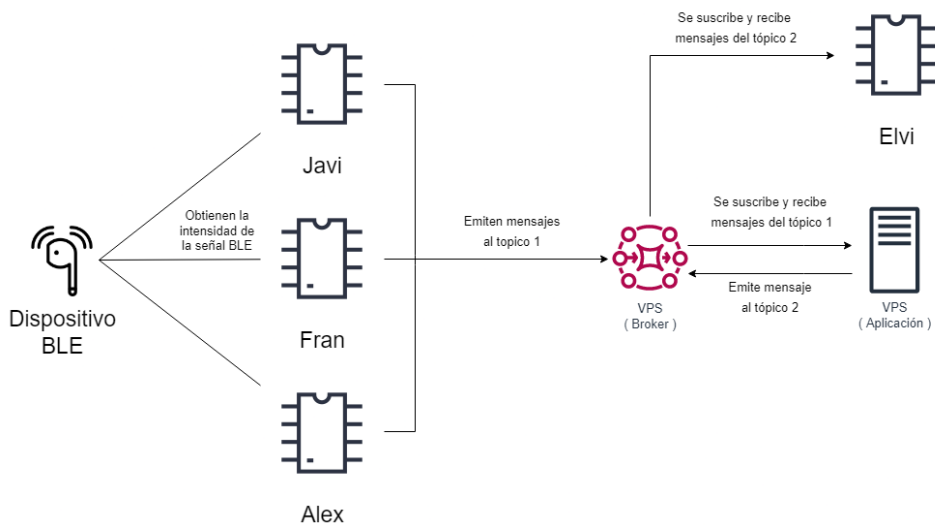 Dispositivo
BLE
Obtienen la
intensidad de
la señal BLE
Javi
Fran
Alex
Emiten mensajes
al topico 1
VPS
( Broker )
Se suscribe y recibe
mensajes del tópico 2
Elvi
Se suscribe y recibe
mensajes del tópico 1
Emite mensaje
al tópico 2
VPS
( Aplicación )